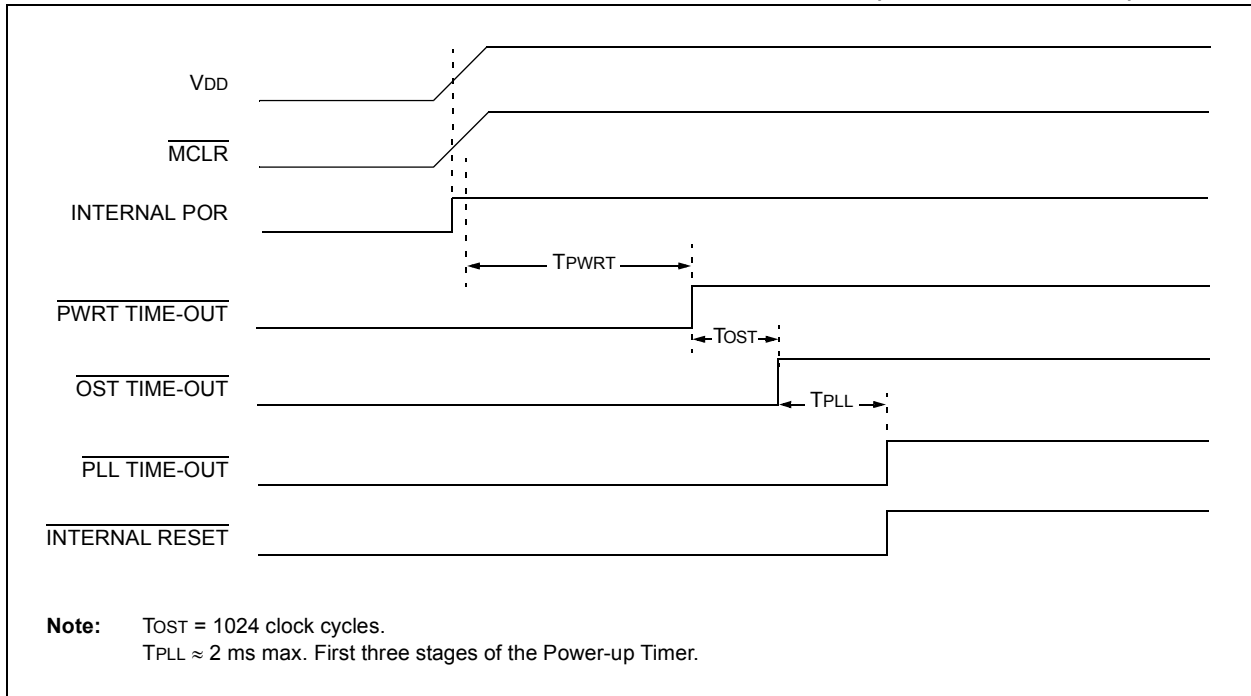 VDD
MCLR
INTERNAL POR
TPWRT
PWRT TIME-OUT
TOST
OST TIME-OUT
TPLL
PLL TIME-OUT
INTERNAL RESET
Note: TOST = 1024 clock cycles.
TPLL ≈ 2 ms max. First three stages of the Power-up Timer.